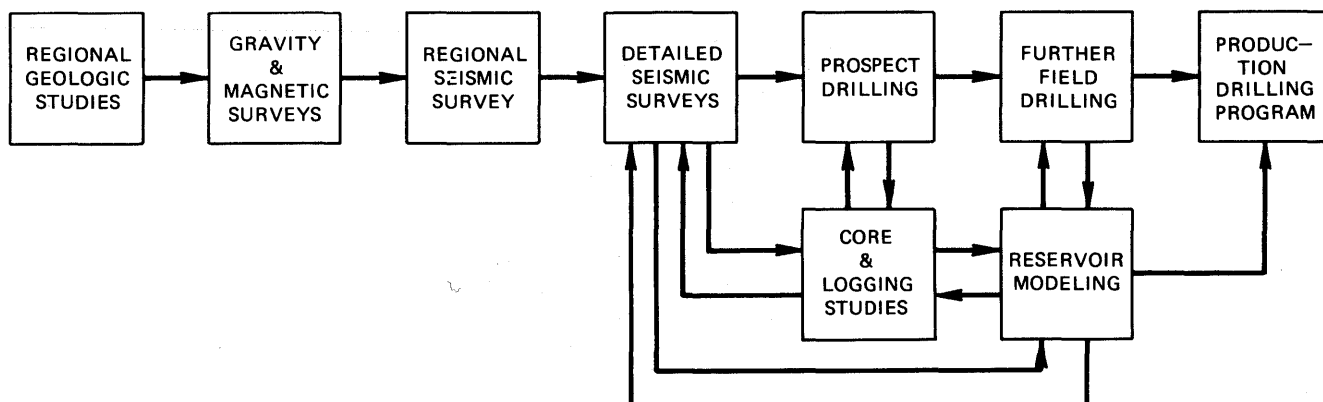 REGIONAL
GEOLOGIC
STUDIES
GRAVITY
&
MAGNETIC
SURVEYS
REGIONAL
SEISMIC
SURVEY
DETAILED
SEISMIC
SURVEYS
PROSPECT
DRILLING
FURTHER
FIELD
DRILLING
PRODUC–
TION
DRILLING
PROGRAM
CORE
&
LOGGING
STUDIES
RESERVOIR
MODELING